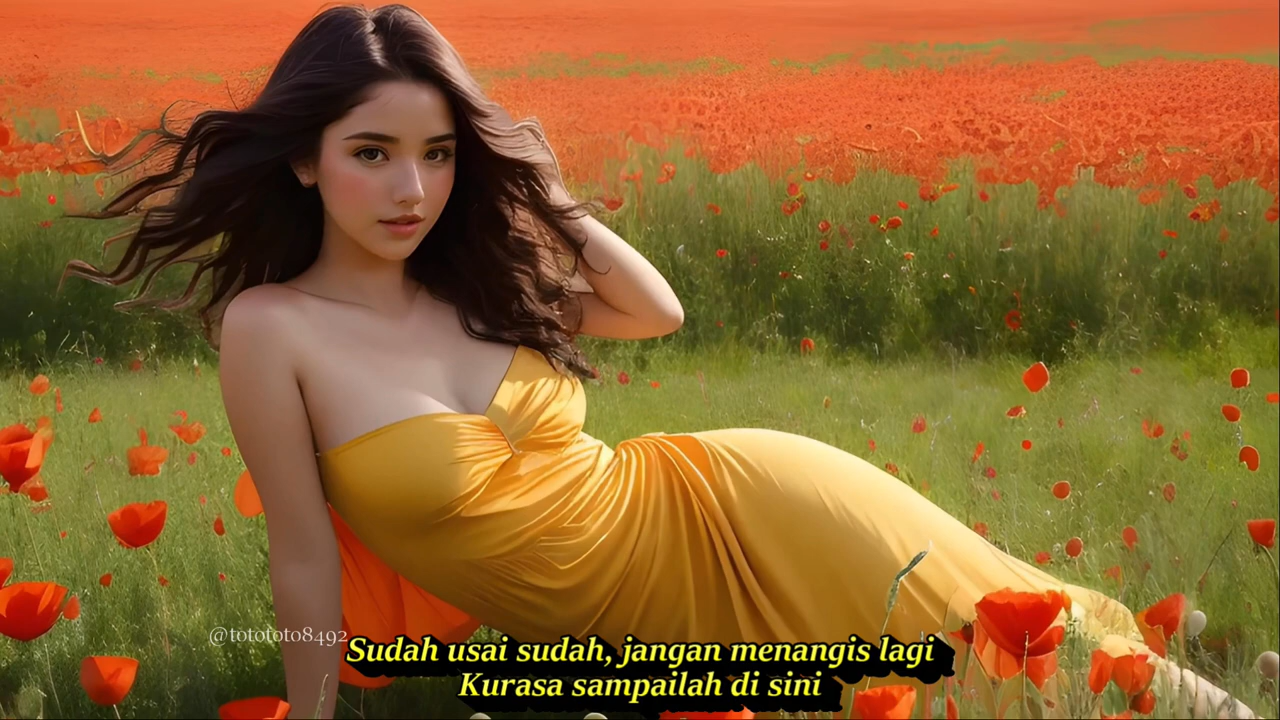 @totototo8492
Sudah usai sudah, jangan menangis lagi
Kurasa sampailah di sini